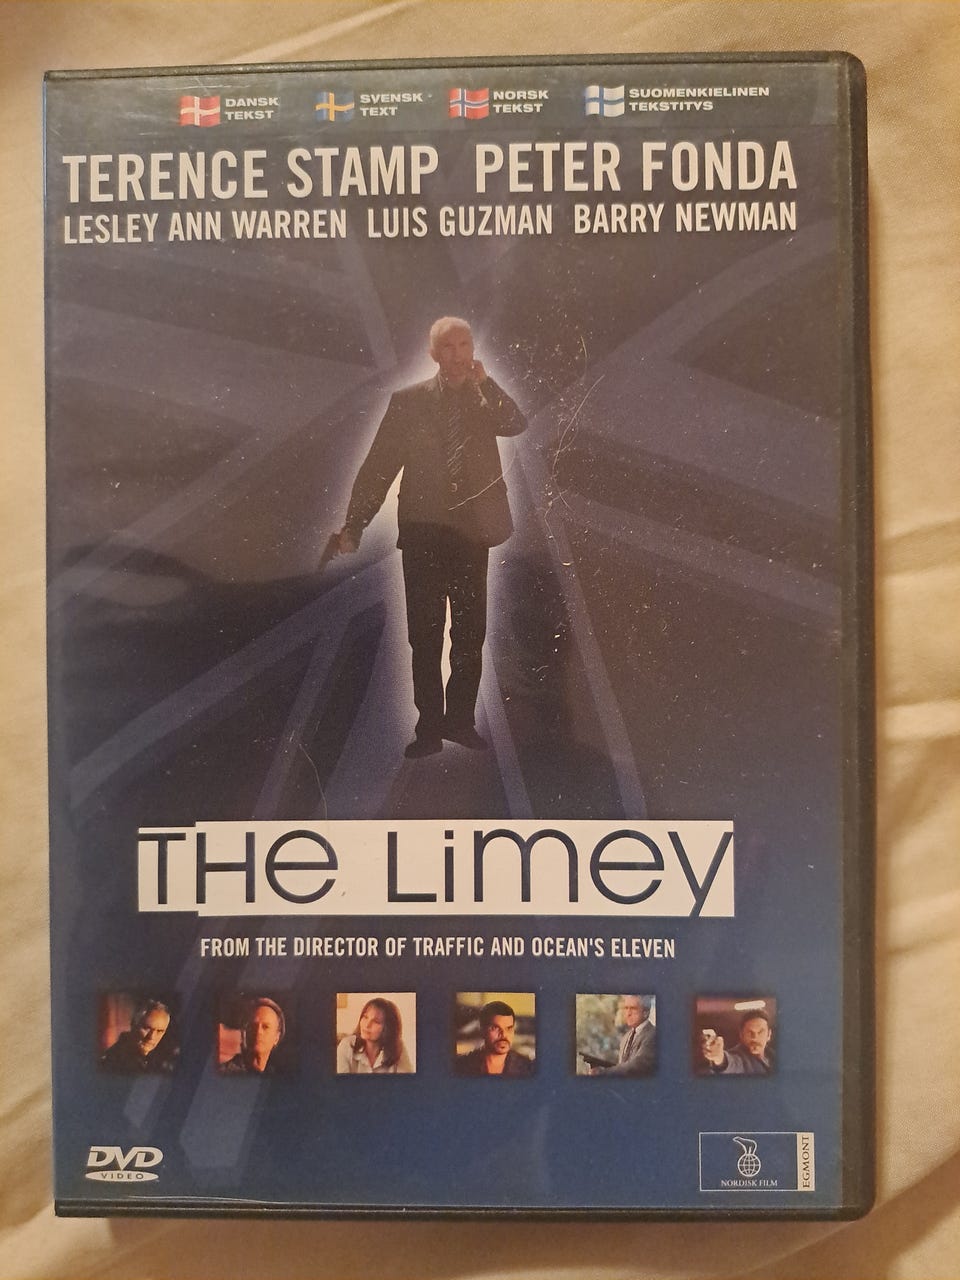 DANSK
TEKST
SVENSK
TEXT
NORSK
TEKST
SUOMENKIELINEN
TEKSTITYS
TERENCE STAMP PETER FONDA
LESLEY ANN WARREN LUIS GUZMAN BARRY NEWMAN
THe Limey
FROM THE DIRECTOR OF TRAFFIC AND OCEAN'S ELEVEN
DVD
VIDEO
NORDISK FILM
EGMONT